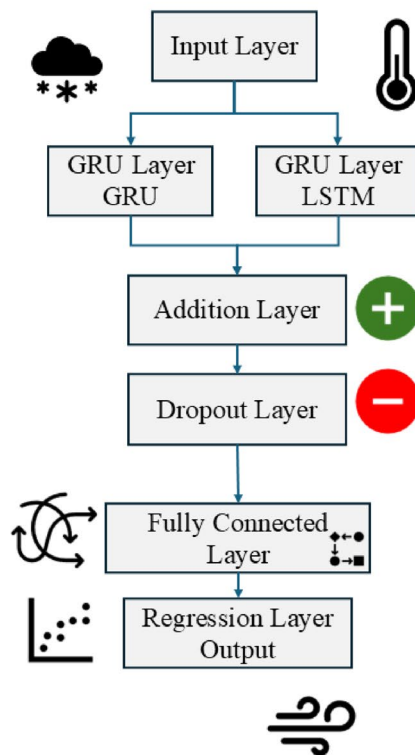 Input Layer
GRU Layer
GRU
GRU Layer
LSTM
Addition Layer
Dropout Layer
Fully Connected
Layer
Regression Layer
Output